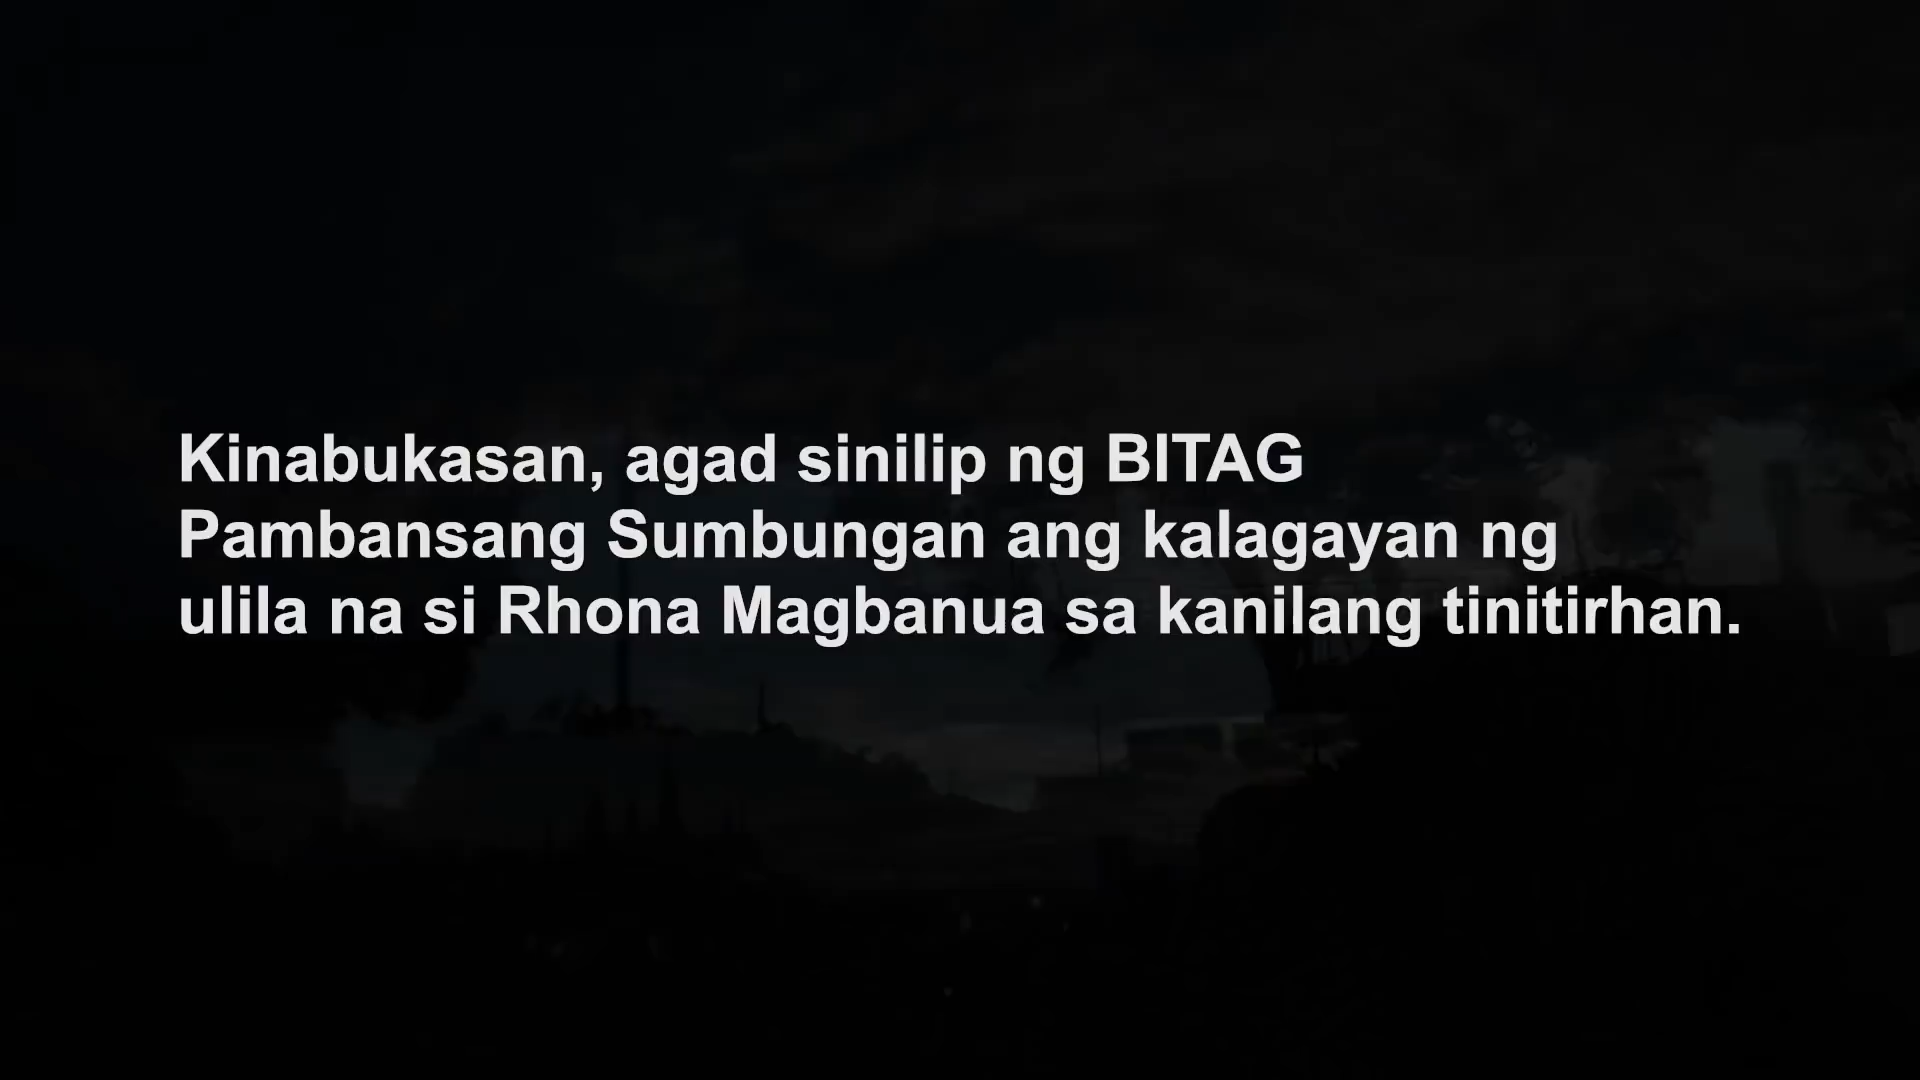 Kinabukasan, agad sinilip ng BITAG
Pambansang Sumbungan ang kalagayan ng
ulila na si Rhona Magbanua sa kanilang tinitirhan.